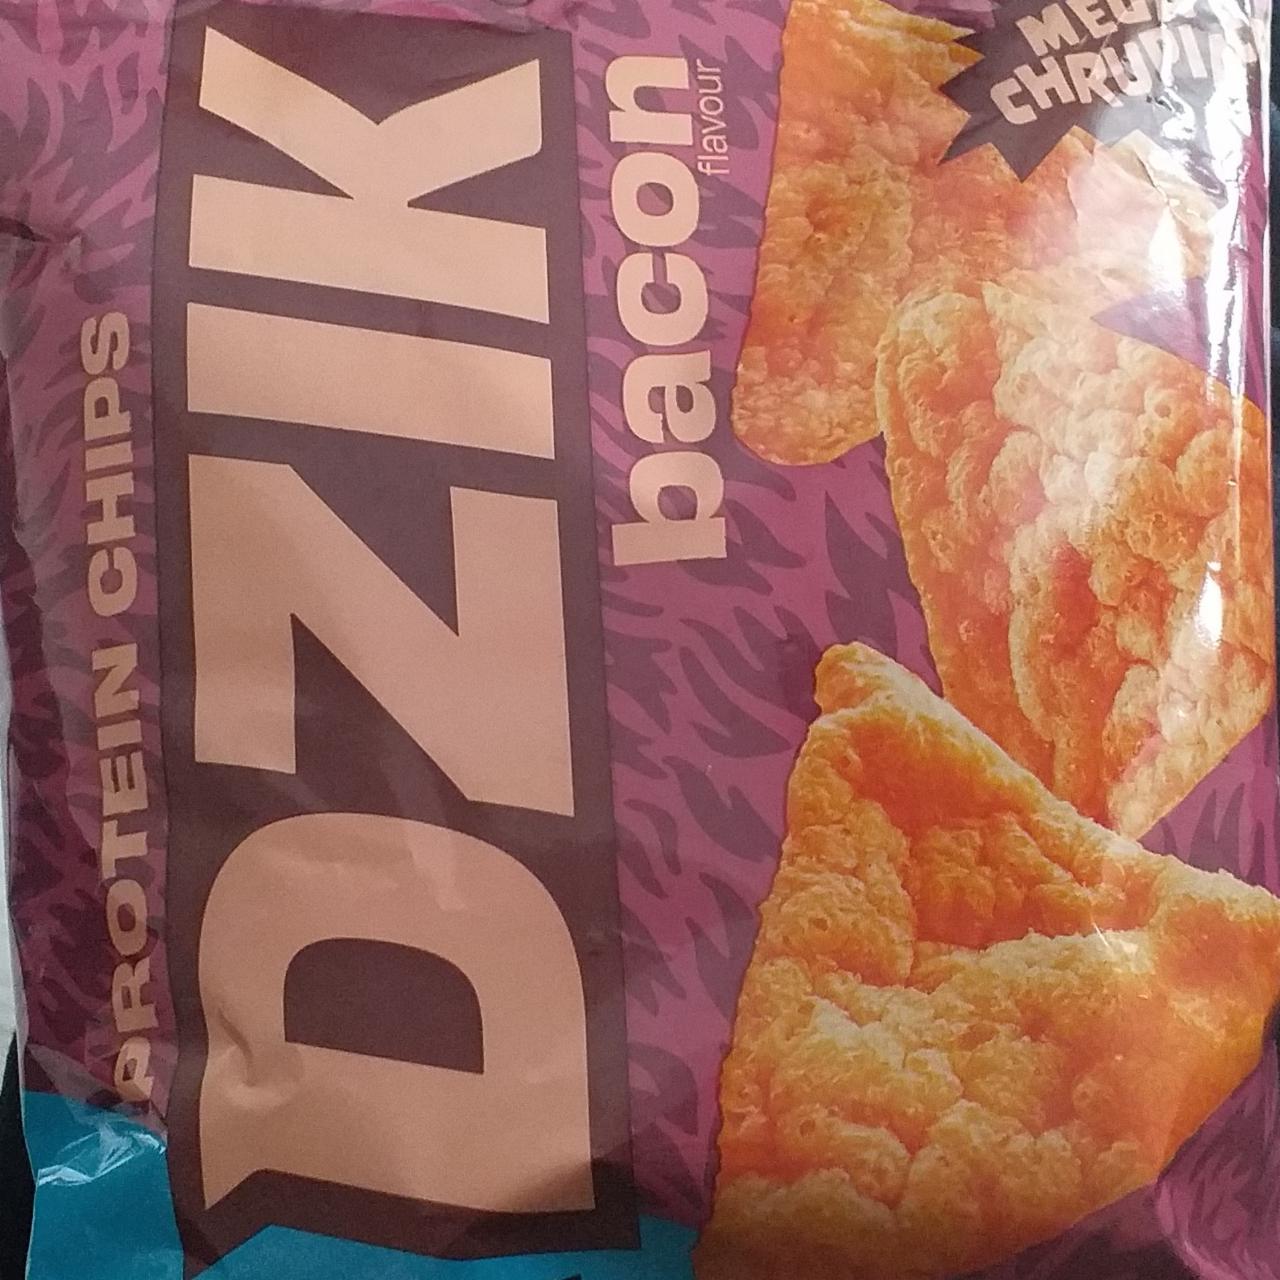 PROTEIN CHIPS
DZIK
bacon
flavour